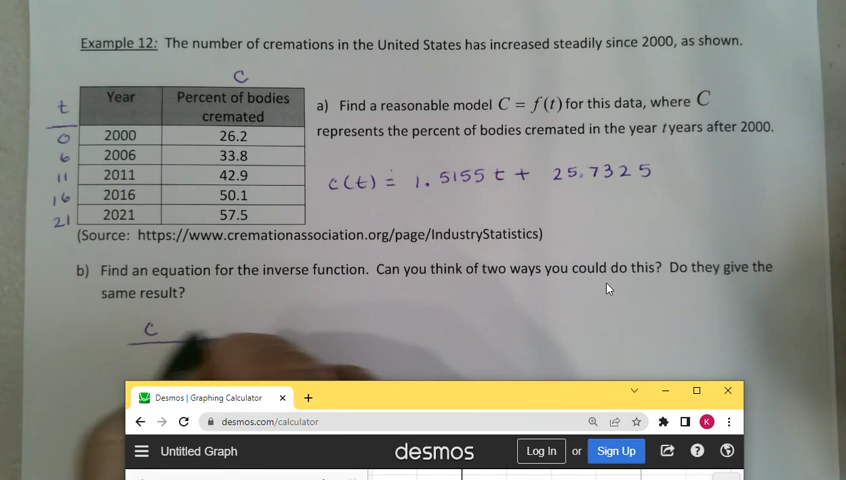 Example 12: The number of cremations in the United States has increased steadily since 2000, as shown.
C
t
Year Percent of bodies cremated
0 2000 26.2
6 2006 33.8
11 2011 42.9
16 2016 50.1
21 2021 57.5
a) Find a reasonable model C = f(t) for this data, where C
represents the percent of bodies cremated in the year t years after 2000.
C(t) ≐ 1.5155 t + 25.7325
(Source: https://www.cremationassociation.org/page/IndustryStatistics)
b) Find an equation for the inverse function. Can you think of two ways you could do this? Do they give the
same result?
C
Desmos | Graphing Calculator
desmos.com/calculator
K
Untitled Graph
desmos
Log In or Sign Up